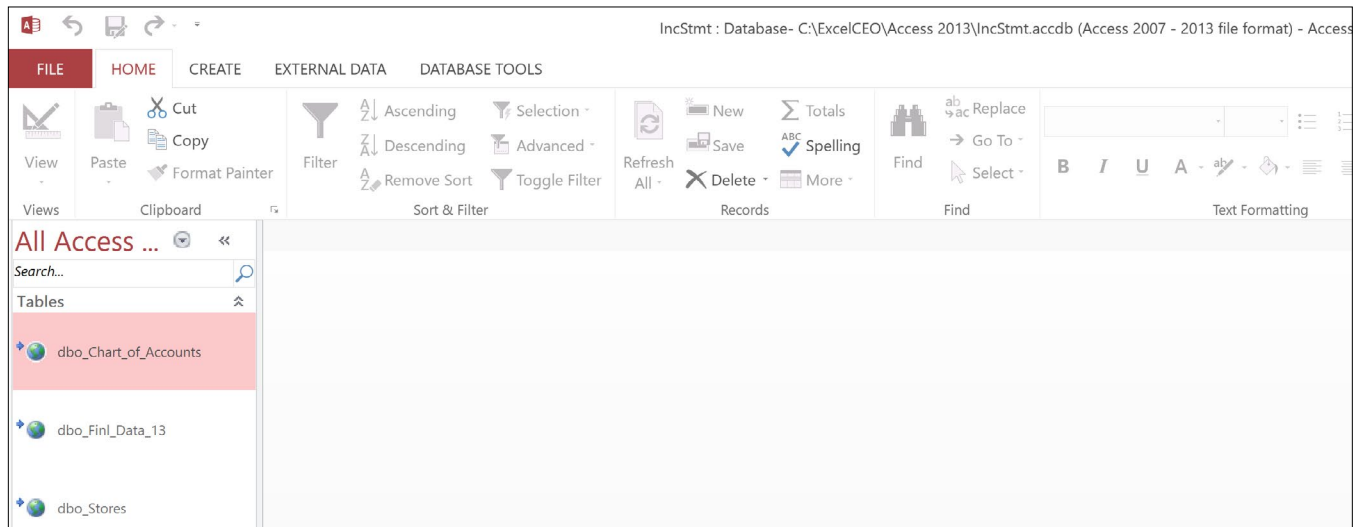 IncStmt : Database- C:\ExcelCEO\Access 2013\IncStmt.accdb (Access 2007 - 2013 file format) - Access
FILE HOME CREATE EXTERNAL DATA DATABASE TOOLS
View
Views
Paste
Cut
Copy
Format Painter
Clipboard
Filter
Ascending
Descending
Remove Sort
Selection
Advanced
Toggle Filter
Sort & Filter
Refresh
All
New
Save
Delete
Totals
Spelling
More
Records
Find
Replace
Go To
Select
Find
B I U A
Text Formatting
All Access ...
Search...
Tables
dbo_Chart_of_Accounts
dbo_Finl_Data_13
dbo_Stores